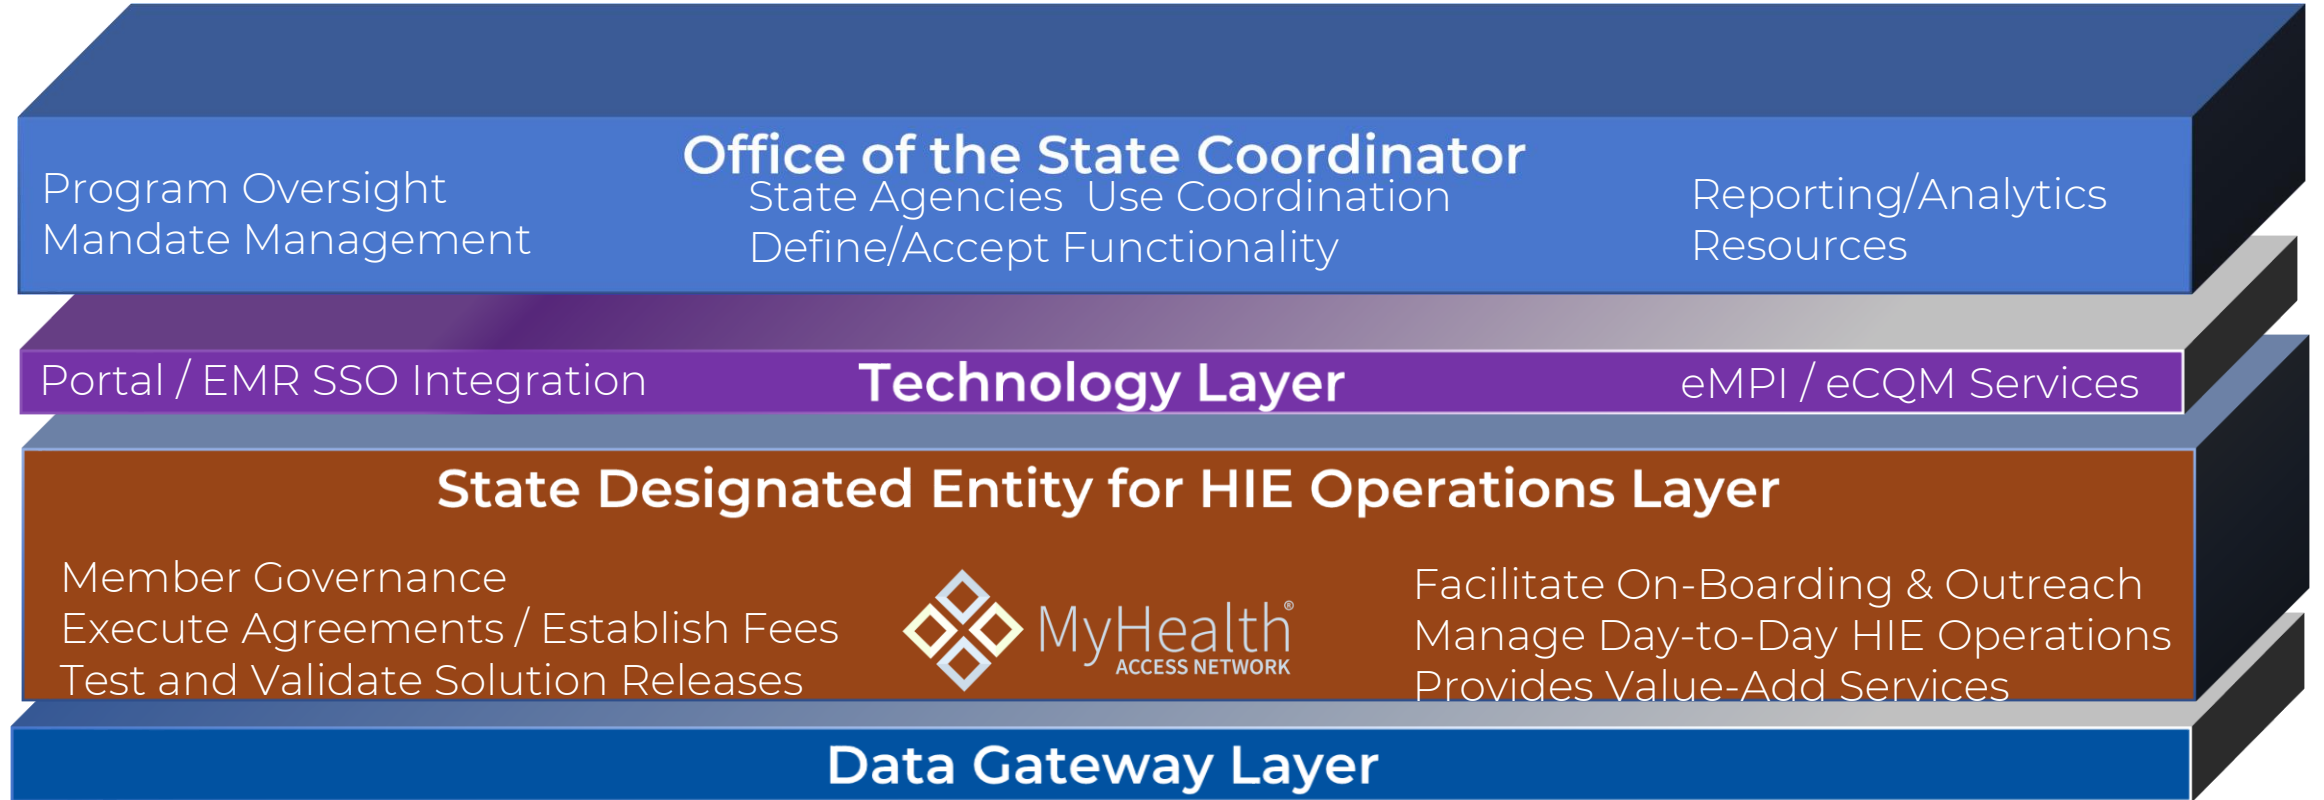 Office of the State Coordinator
Program Oversight
Mandate Management
State Agencies  Use Coordination
Define/Accept Functionality
Reporting/Analytics
Resources
Portal / EMR SSO Integration
Technology Layer
eMPI / eCQM Services
State Designated Entity for HIE Operations Layer
Member Governance
Execute Agreements / Establish Fees
Test and Validate Solution Releases
MyHealth®
ACCESS NETWORK
Facilitate On-Boarding & Outreach
Manage Day-to-Day HIE Operations
Provides Value-Add Services
Data Gateway Layer